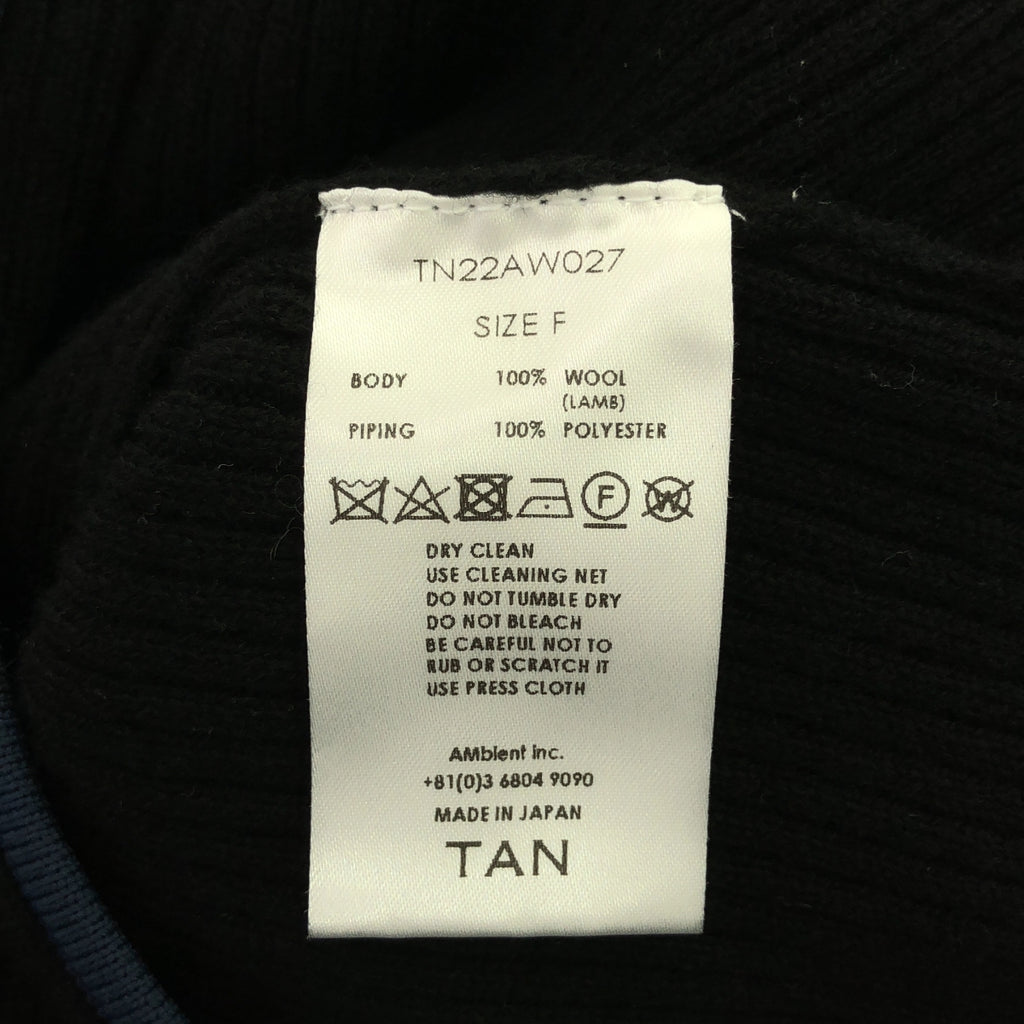 TN22AW027
SIZE F
BODY 100% WOOL
(LAMB)
PIPING 100% POLYESTER
F W
DRY CLEAN
USE CLEANING NET
DO NOT TUMBLE DRY
DO NOT BLEACH
BE CAREFUL NOT TO
RUB OR SCRATCH IT
USE PRESS CLOTH
AMbient Inc.
+81(0)3 6804 9090
MADE IN JAPAN
TAN